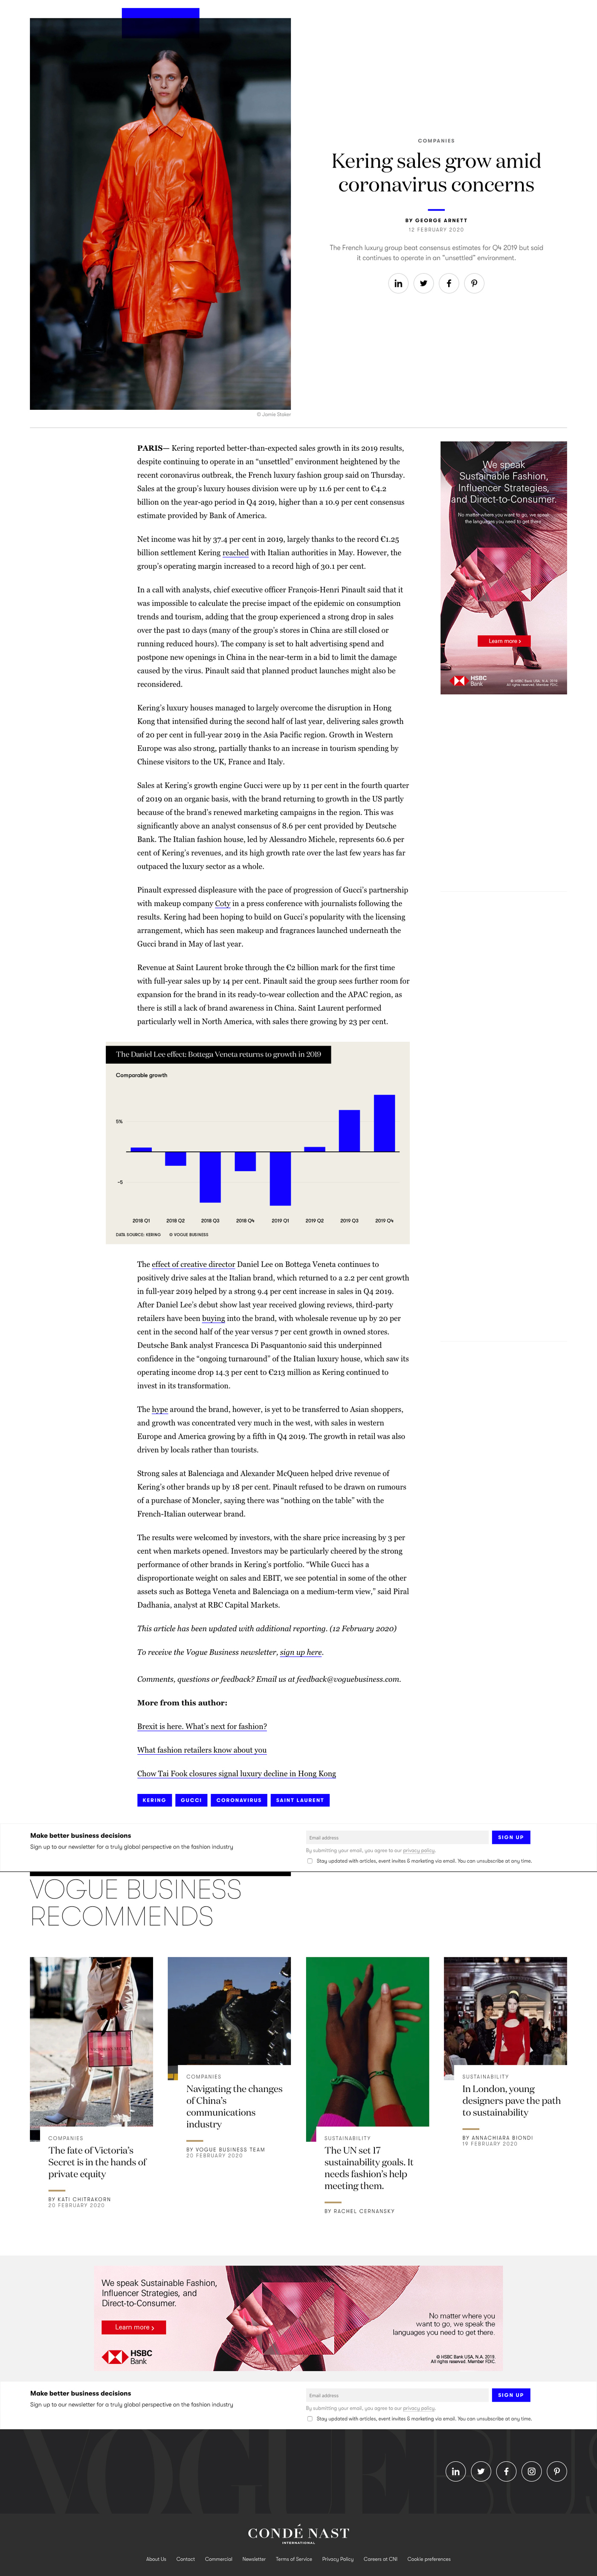 COMPANIES
Kering sales grow amid
coronavirus concerns
BY GEORGE ARNETT
12 FEBRUARY 2020
The French luxury group beat consensus estimates for Q4 2019 but said
it continues to operate in an "unsettled" environment.
© Jamie Stoker
PARIS— Kering reported better-than-expected sales growth in its 2019 results,
despite continuing to operate in an "unsettled" environment heightened by the
recent coronavirus outbreak, the French luxury fashion group said on Thursday.
Sales at the group's luxury houses division were up by 11.6 per cent to €4.2
billion on the year-ago period in Q4 2019, higher than a 10.9 per cent consensus
estimate provided by Bank of America.
Net income was hit by 37.4 per cent in 2019, largely thanks to the record €1.25
billion settlement Kering reached with Italian authorities in May. However, the
group's operating margin increased to a record high of 30.1 per cent.
In a call with analysts, chief executive officer François-Henri Pinault said that it
was impossible to calculate the precise impact of the epidemic on consumption
trends and tourism, adding that the group experienced a strong drop in sales
over the past 10 days (many of the group's stores in China are still closed or
running reduced hours). The company is set to halt advertising spend and
postpone new openings in China in the near-term in a bid to limit the damage
caused by the virus. Pinault said that planned product launches might also be
reconsidered.
Kering's luxury houses managed to largely overcome the disruption in Hong
Kong that intensified during the second half of last year, delivering sales growth
of 20 per cent in full-year 2019 in the Asia Pacific region. Growth in Western
Europe was also strong, partially thanks to an increase in tourism spending by
Chinese visitors to the UK, France and Italy.
Sales at Kering's growth engine Gucci were up by 11 per cent in the fourth quarter
of 2019 on an organic basis, with the brand returning to growth in the US partly
because of the brand's renewed marketing campaigns in the region. This was
significantly above an analyst consensus of 8.6 per cent provided by Deutsche
Bank. The Italian fashion house, led by Alessandro Michele, represents 60.6 per
cent of Kering's revenues, and its high growth rate over the last few years has far
outpaced the luxury sector as a whole.
Pinault expressed displeasure with the pace of progression of Gucci's partnership
with makeup company Coty in a press conference with journalists following the
results. Kering had been hoping to build on Gucci's popularity with the licensing
arrangement, which has seen makeup and fragrances launched underneath the
Gucci brand in May of last year.
Revenue at Saint Laurent broke through the €2 billion mark for the first time
with full-year sales up by 14 per cent. Pinault said the group sees further room for
expansion for the brand in its ready-to-wear collection and the APAC region, as
there is still a lack of brand awareness in China. Saint Laurent performed
particularly well in North America, with sales there growing by 23 per cent.
We speak
Sustainable Fashion,
Influencer Strategies,
and Direct-to-Consumer.
No matter where you want to go, we speak
the languages you need to get there.
Learn more >
HSBC
Bank
© HSBC Bank USA, N.A. 2019.
All rights reserved. Member FDIC.
The Daniel Lee effect: Bottega Veneta returns to growth in 2019
Comparable growth
5%
-5
2018 Q1 2018 Q2 2018 Q3 2018 Q4 2019 Q1 2019 Q2 2019 Q3 2019 Q4
DATA SOURCE: KERING © VOGUE BUSINESS
The effect of creative director Daniel Lee on Bottega Veneta continues to
positively drive sales at the Italian brand, which returned to a 2.2 per cent growth
in full-year 2019 helped by a strong 9.4 per cent increase in sales in Q4 2019.
After Daniel Lee's debut show last year received glowing reviews, third-party
retailers have been buying into the brand, with wholesale revenue up by 20 per
cent in the second half of the year versus 7 per cent growth in owned stores.
Deutsche Bank analyst Francesca Di Pasquantonio said this underpinned
confidence in the "ongoing turnaround" of the Italian luxury house, which saw its
operating income drop 14.3 per cent to €213 million as Kering continued to
invest in its transformation.
The hype around the brand, however, is yet to be transferred to Asian shoppers,
and growth was concentrated very much in the west, with sales in western
Europe and America growing by a fifth in Q4 2019. The growth in retail was also
driven by locals rather than tourists.
Strong sales at Balenciaga and Alexander McQueen helped drive revenue of
Kering's other brands up by 18 per cent. Pinault refused to be drawn on rumours
of a purchase of Moncler, saying there was "nothing on the table" with the
French-Italian outerwear brand.
The results were welcomed by investors, with the share price increasing by 3 per
cent when markets opened. Investors may be particularly cheered by the strong
performance of other brands in Kering's portfolio. "While Gucci has a
disproportionate weight on sales and EBIT, we see potential in some of the other
assets such as Bottega Veneta and Balenciaga on a medium-term view," said Piral
Dadhania, analyst at RBC Capital Markets.
This article has been updated with additional reporting. (12 February 2020)
To receive the Vogue Business newsletter, sign up here.
Comments, questions or feedback? Email us at feedback@voguebusiness.com.
More from this author:
Brexit is here. What's next for fashion?
What fashion retailers know about you
Chow Tai Fook closures signal luxury decline in Hong Kong
KERING GUCCI CORONAVIRUS SAINT LAURENT
Make better business decisions
Sign up to our newsletter for a truly global perspective on the fashion industry
Email address SIGN UP
By submitting your email, you agree to our privacy policy.
Stay updated with articles, event invites & marketing via email. You can unsubscribe at any time.
VOGUE BUSINESS
RECOMMENDS
COMPANIES
The fate of Victoria's
Secret is in the hands of
private equity
BY KATI CHITRAKORN
20 FEBRUARY 2020
COMPANIES
Navigating the changes
of China's
communications
industry
BY VOGUE BUSINESS TEAM
20 FEBRUARY 2020
SUSTAINABILITY
The UN set 17
sustainability goals. It
needs fashion's help
meeting them.
BY RACHEL CERNANSKY
SUSTAINABILITY
In London, young
designers pave the path
to sustainability
BY ANNACHIARA BIONDI
19 FEBRUARY 2020
We speak Sustainable Fashion,
Influencer Strategies, and
Direct-to-Consumer.
Learn more >
HSBC
Bank
No matter where you
want to go, we speak the
languages you need to get there.
© HSBC Bank USA, N.A. 2019.
All rights reserved. Member FDIC.
Make better business decisions
Sign up to our newsletter for a truly global perspective on the fashion industry
Email address SIGN UP
By submitting your email, you agree to our privacy policy.
Stay updated with articles, event invites & marketing via email. You can unsubscribe at any time.
VOGUE BUS
CONDÉ NAST
INTERNATIONAL
About Us Contact Commercial Newsletter Terms of Service Privacy Policy Careers at CNI Cookie preferences